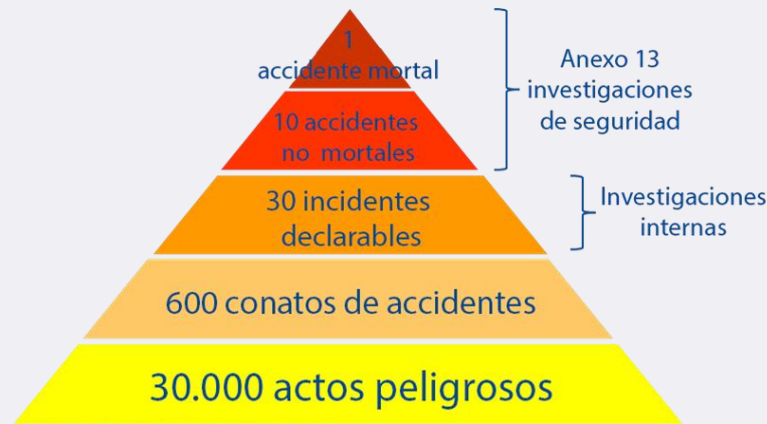 1
accidente mortal
10 accidentes
no mortales
30 incidentes
declarables
600 conatos de accidentes
30.000 actos peligrosos
Anexo 13
investigaciones
de seguridad
Investigaciones
internas